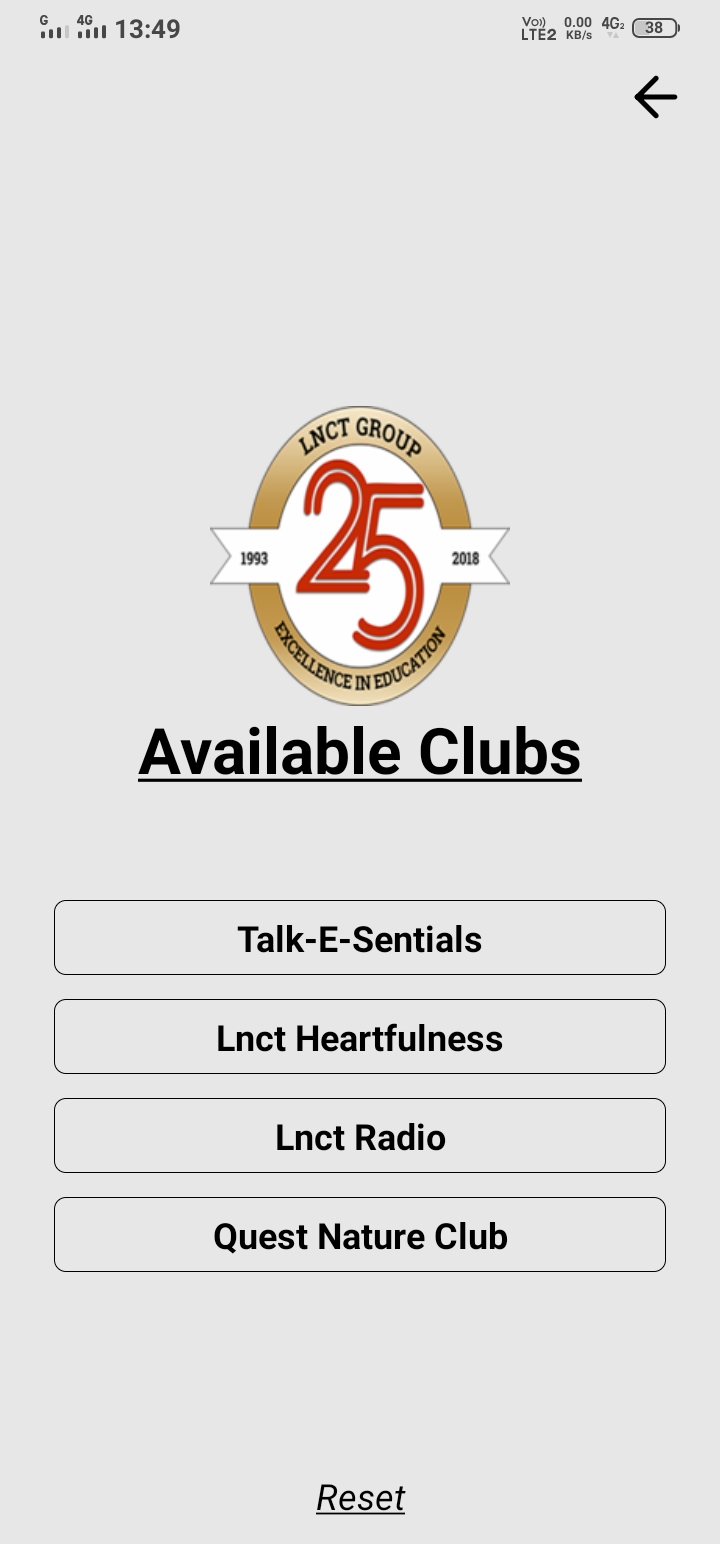 G 4G 13:49 Vo)) LTE2 0.00 KB/s 4G2 38
LNCT GROUP
25
1993 2018
EXCELLENCE IN EDUCATION
Available Clubs
Talk-E-Sentials
Lnct Heartfulness
Lnct Radio
Quest Nature Club
Reset